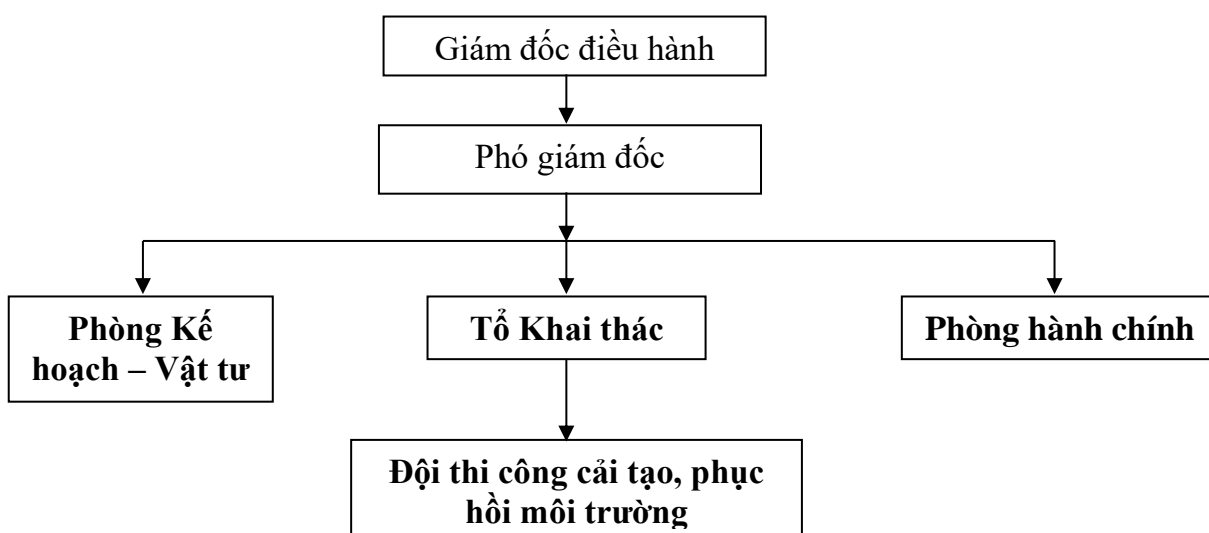 Giám đốc điều hành
Phó giám đốc
Phòng Kế
hoạch – Vật tư
Tổ Khai thác
Phòng hành chính
Đội thi công cải tạo, phục
hồi môi trường